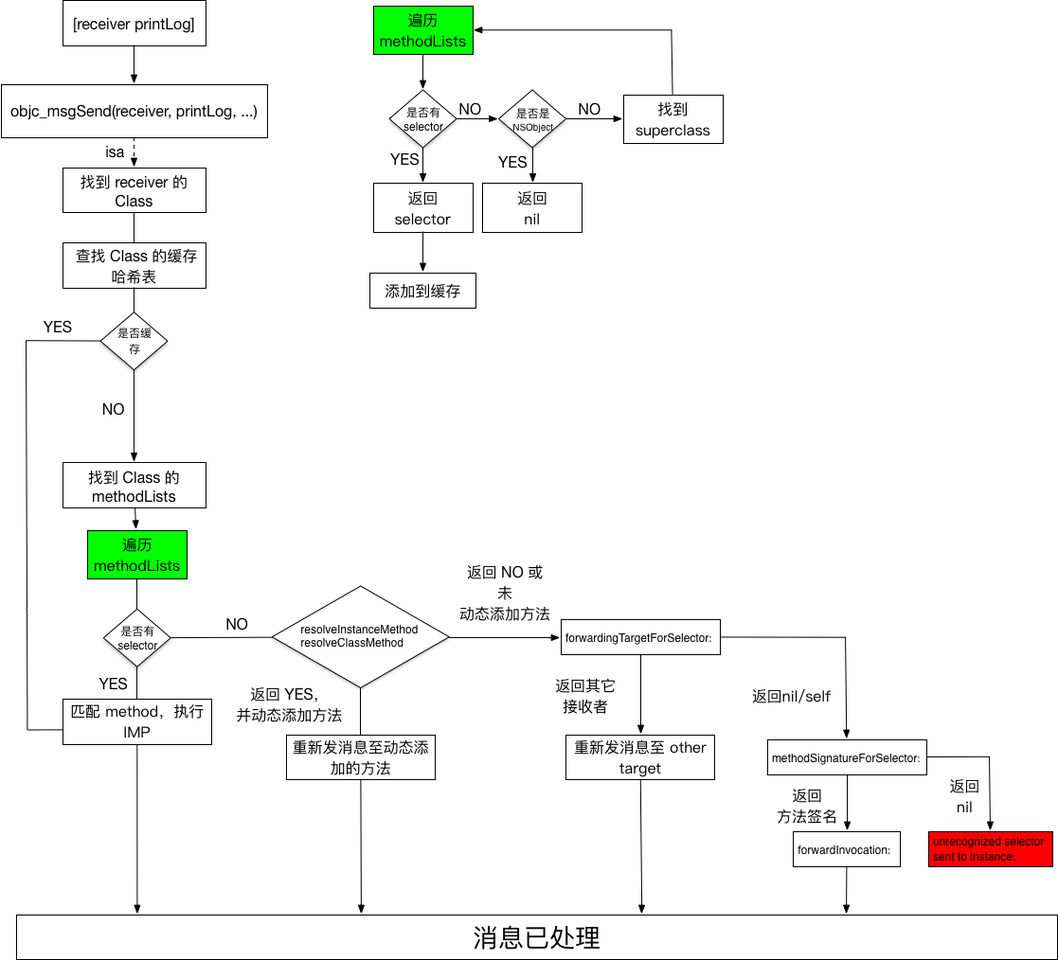 [receiver printLog]
objc_msgSend(receiver, printLog, ...)
isa
找到 receiver 的
Class
查找 Class 的缓存
哈希表
是否缓
存
YES
NO
找到 Class 的
methodLists
遍历
methodLists
是否有
selector
NO
YES
匹配 method，执行
IMP
遍历
methodLists
是否有
selector
NO
是否是
NSObject
NO
找到
superclass
YES
YES
返回
selector
返回
nil
添加到缓存
resolveInstanceMethod
resolveClassMethod
返回 NO 或
未
动态添加方法
返回 YES，
并动态添加方法
重新发消息至动态添
加的方法
forwardingTargetForSelector:
返回其它
接收者
重新发消息至 other
target
返回nil/self
methodSignatureForSelector:
返回
方法签名
返回
nil
forwardInvocation:
unrecognized selector
sent to instance:
消息已处理